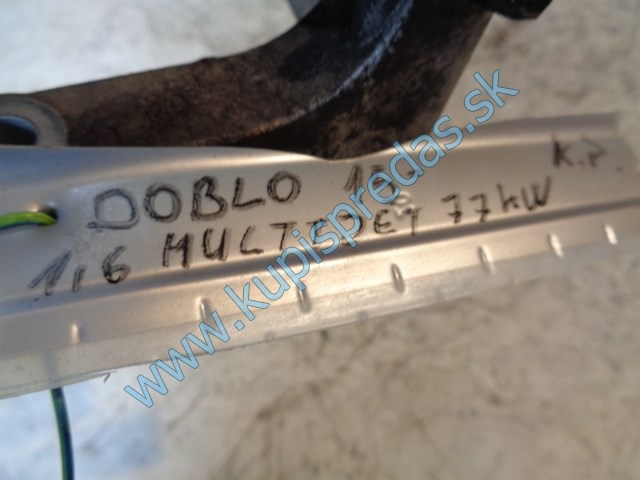 DOBLO
K.P.
1,6 MULTIJET 77kW
www.kupispredas.sk